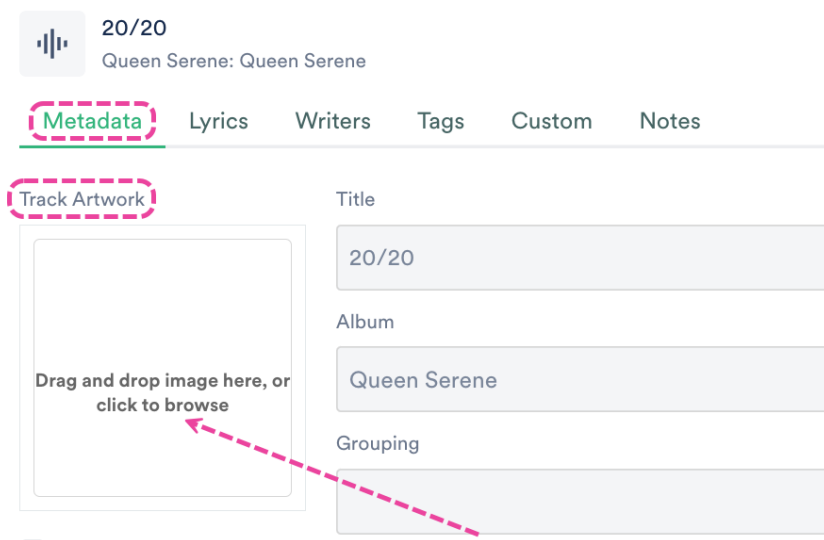 20/20
Queen Serene: Queen Serene
Metadata
Lyrics
Writers
Tags
Custom
Notes
Track Artwork
Drag and drop image here, or
click to browse
Title
20/20
Album
Queen Serene
Grouping